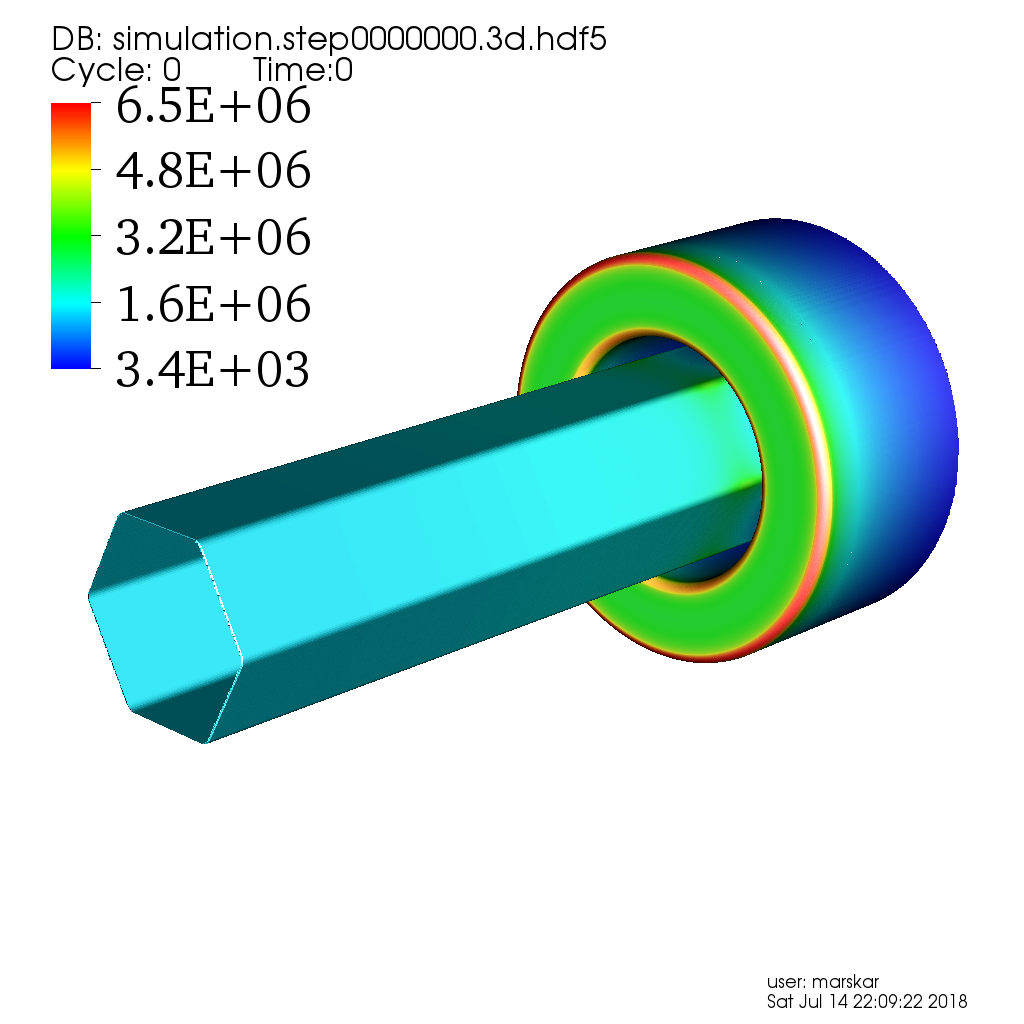 DB: simulation.step0000000.3d.hdf5
Cycle: 0 Time:0
6.5E+06
4.8E+06
3.2E+06
1.6E+06
3.4E+03
user: marskar
Sat Jul 14 22:09:22 2018